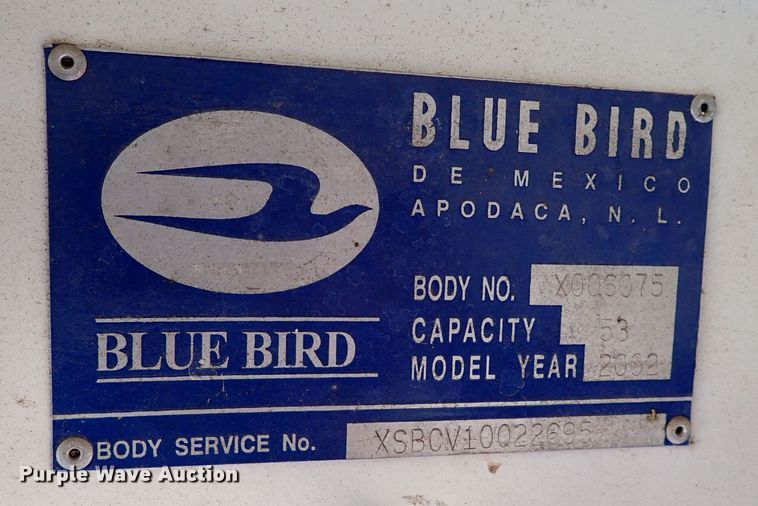 BLUE BIRD
DE MEXICO
APODACA, N. L.
BODY NO. X006075
CAPACITY 53
MODEL YEAR 2002
BLUE BIRD
BODY SERVICE No. XSBCV10022695
Purple Wave Auction